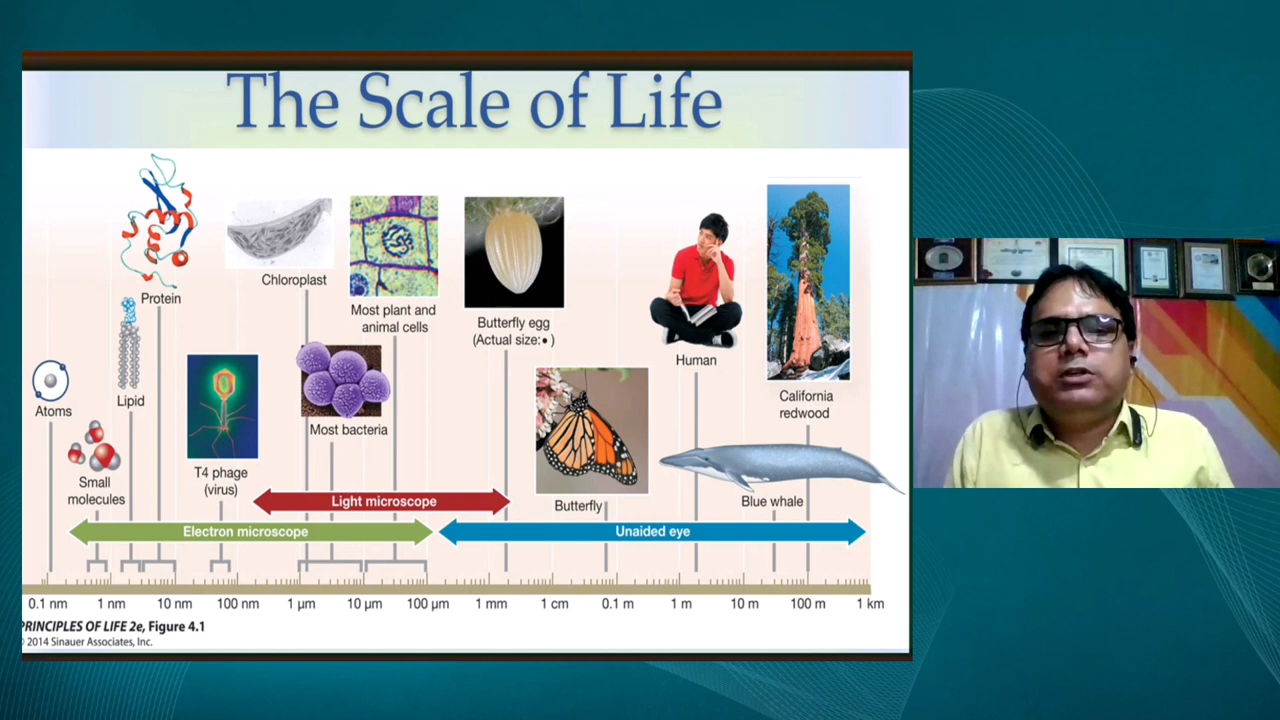 The Scale of Life
Protein
Chloroplast
Most plant and
animal cells
Butterfly egg
(Actual size:• )
Human
California
redwood
Atoms
Lipid
Small
molecules
T4 phage
(virus)
Most bacteria
Butterfly
Blue whale
Light microscope
Electron microscope
Unaided eye
0.1 nm 1 nm 10 nm 100 nm 1 µm 10 µm 100 µm 1 mm 1 cm 0.1 m 1 m 10 m 100 m 1 km
PRINCIPLES OF LIFE 2e, Figure 4.1
© 2014 Sinauer Associates, Inc.